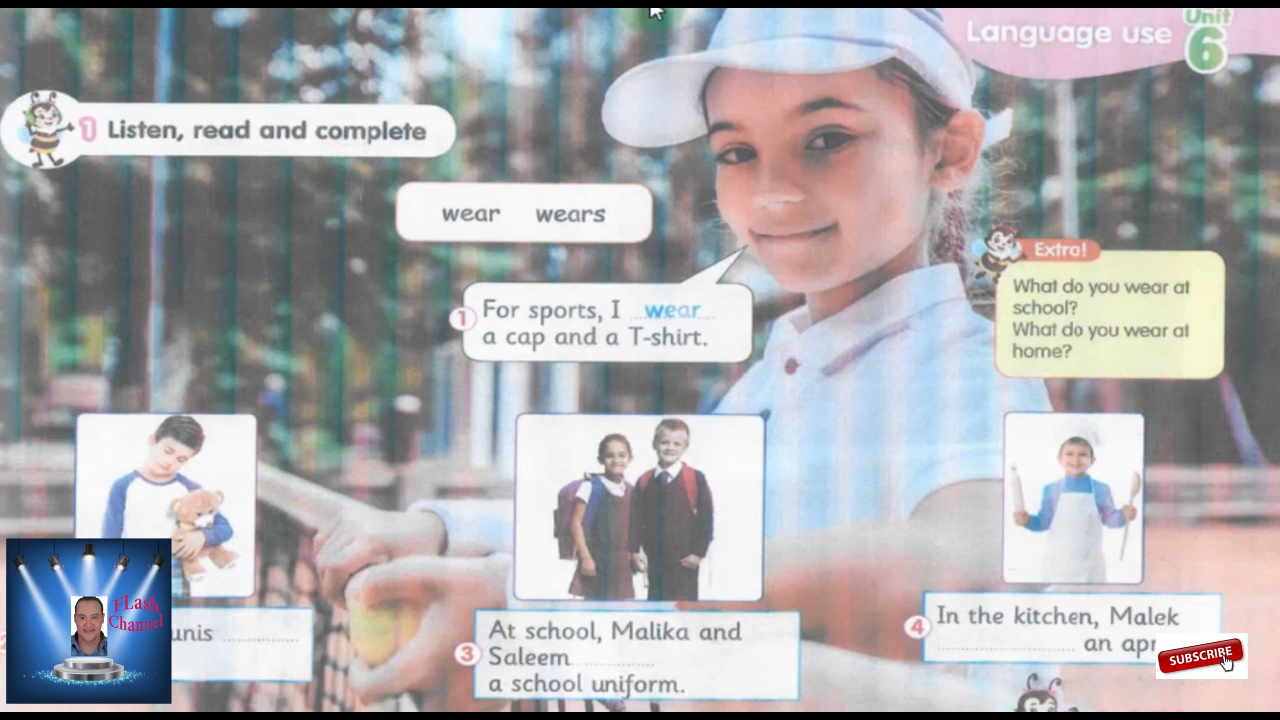 Language use
Unit
6
1 Listen, read and complete
wear wears
1 For sports, I wear
a cap and a T-shirt.
Extra!
What do you wear at
school?
What do you wear at
home?
FLash
Channel
3 At school, Malika and
Saleem
a school uniform.
4 In the kitchen, Malek
an
SUBSCRIBE